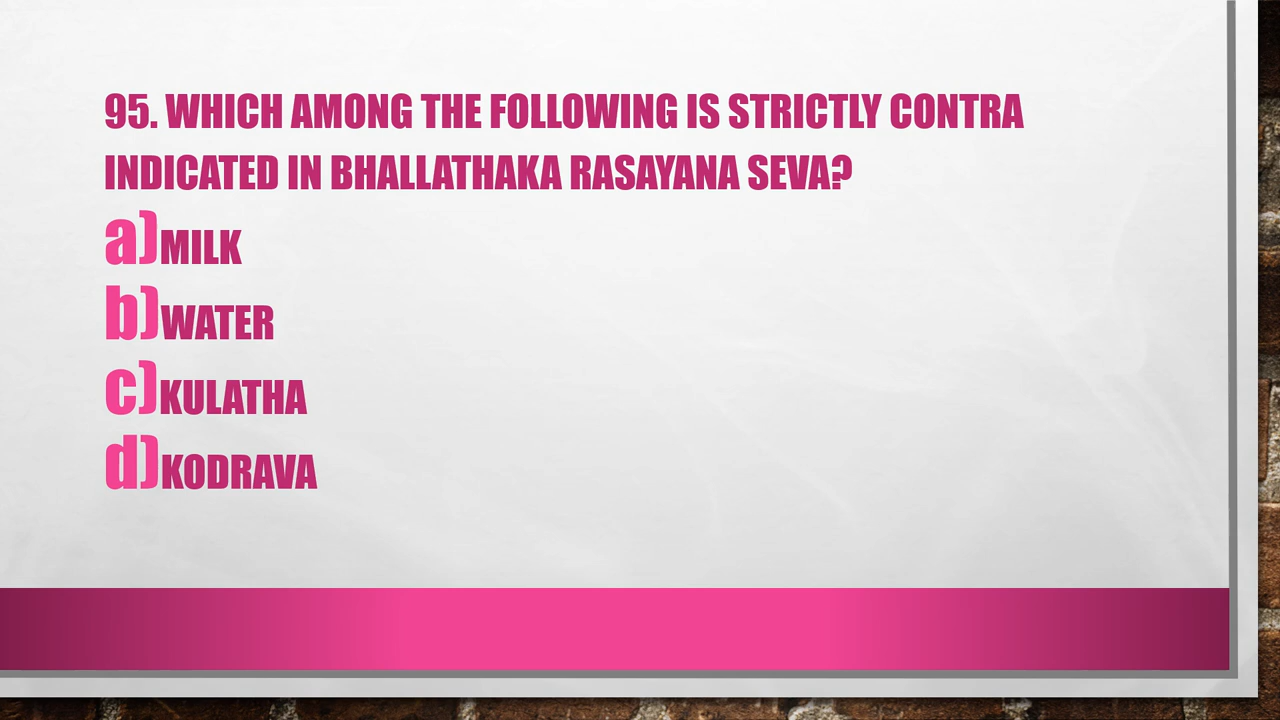 95. WHICH AMONG THE FOLLOWING IS STRICTLY CONTRA
INDICATED IN BHALLATHAKA RASAYANA SEVA?
a)MILK
b)WATER
c)KULATHA
d)KODRAVA